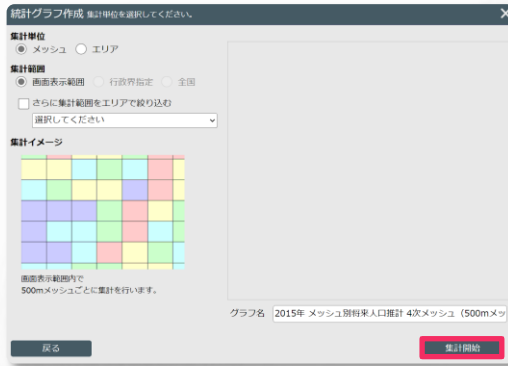 統計グラフ作成 集計単位を選択してください。
集計単位
メッシュ エリア
集計範囲
画面表示範囲 行政界指定 全国
さらに集計範囲をエリアで絞り込む
選択してください
集計イメージ
画面表示範囲内で
500mメッシュごとに集計を行います。
グラフ名 2015年 メッシュ別将来人口推計 4次メッシュ（500mメッ
戻る 集計開始